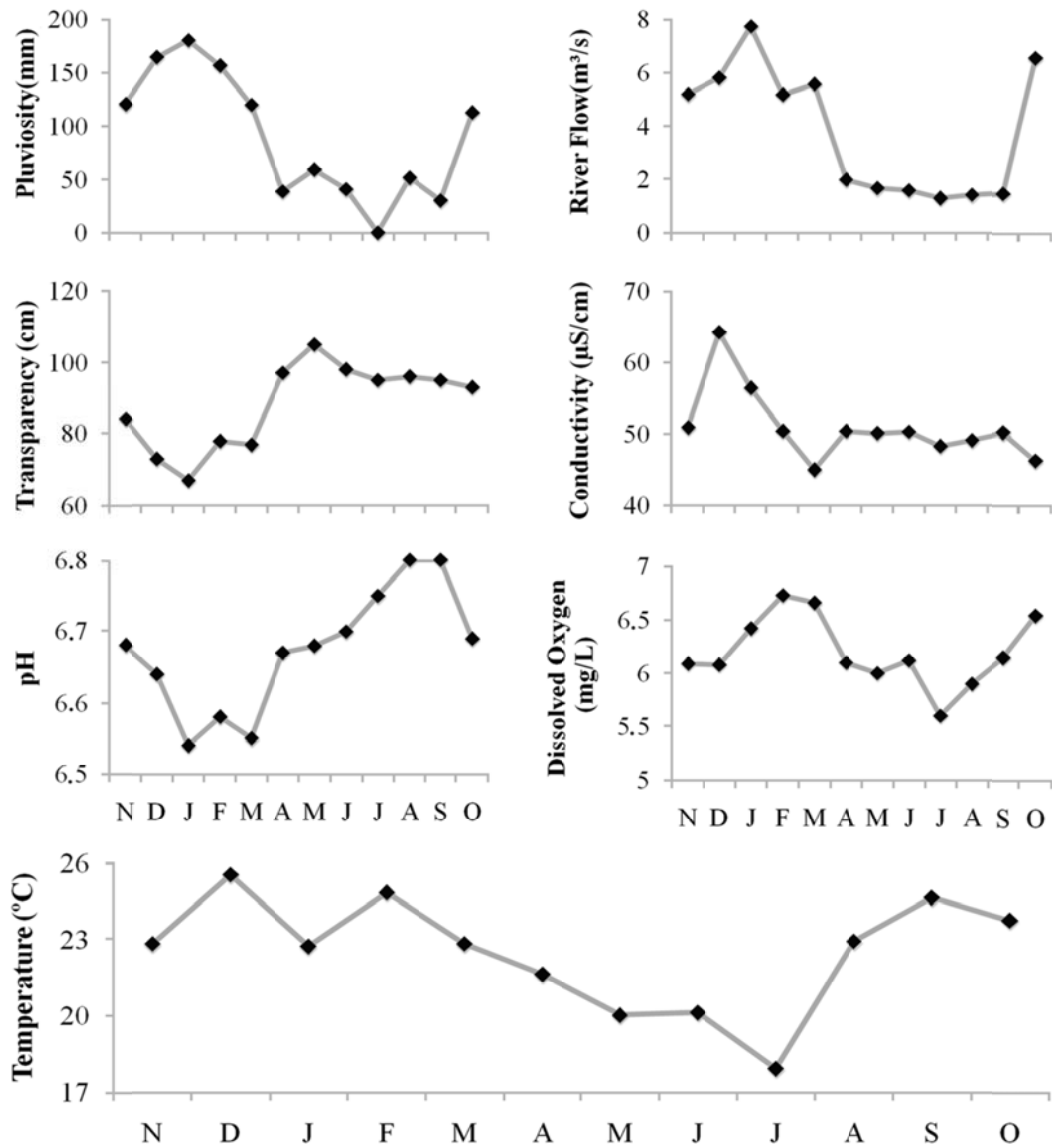 Pluviosity(mm)
200
150
100
50
0
River Flow(m³/s)
8
6
4
2
0
Transparency (cm)
120
100
80
60
Conductivity (µS/cm)
70
60
50
40
pH
6.8
6.7
6.6
6.5
N D J F M A M J J A S O
Dissolved Oxygen
(mg/L)
7
6.5
6
5.5
5
N D J F M A M J J A S O
Temperature (°C)
26
23
20
17
N D J F M A M J J A S O